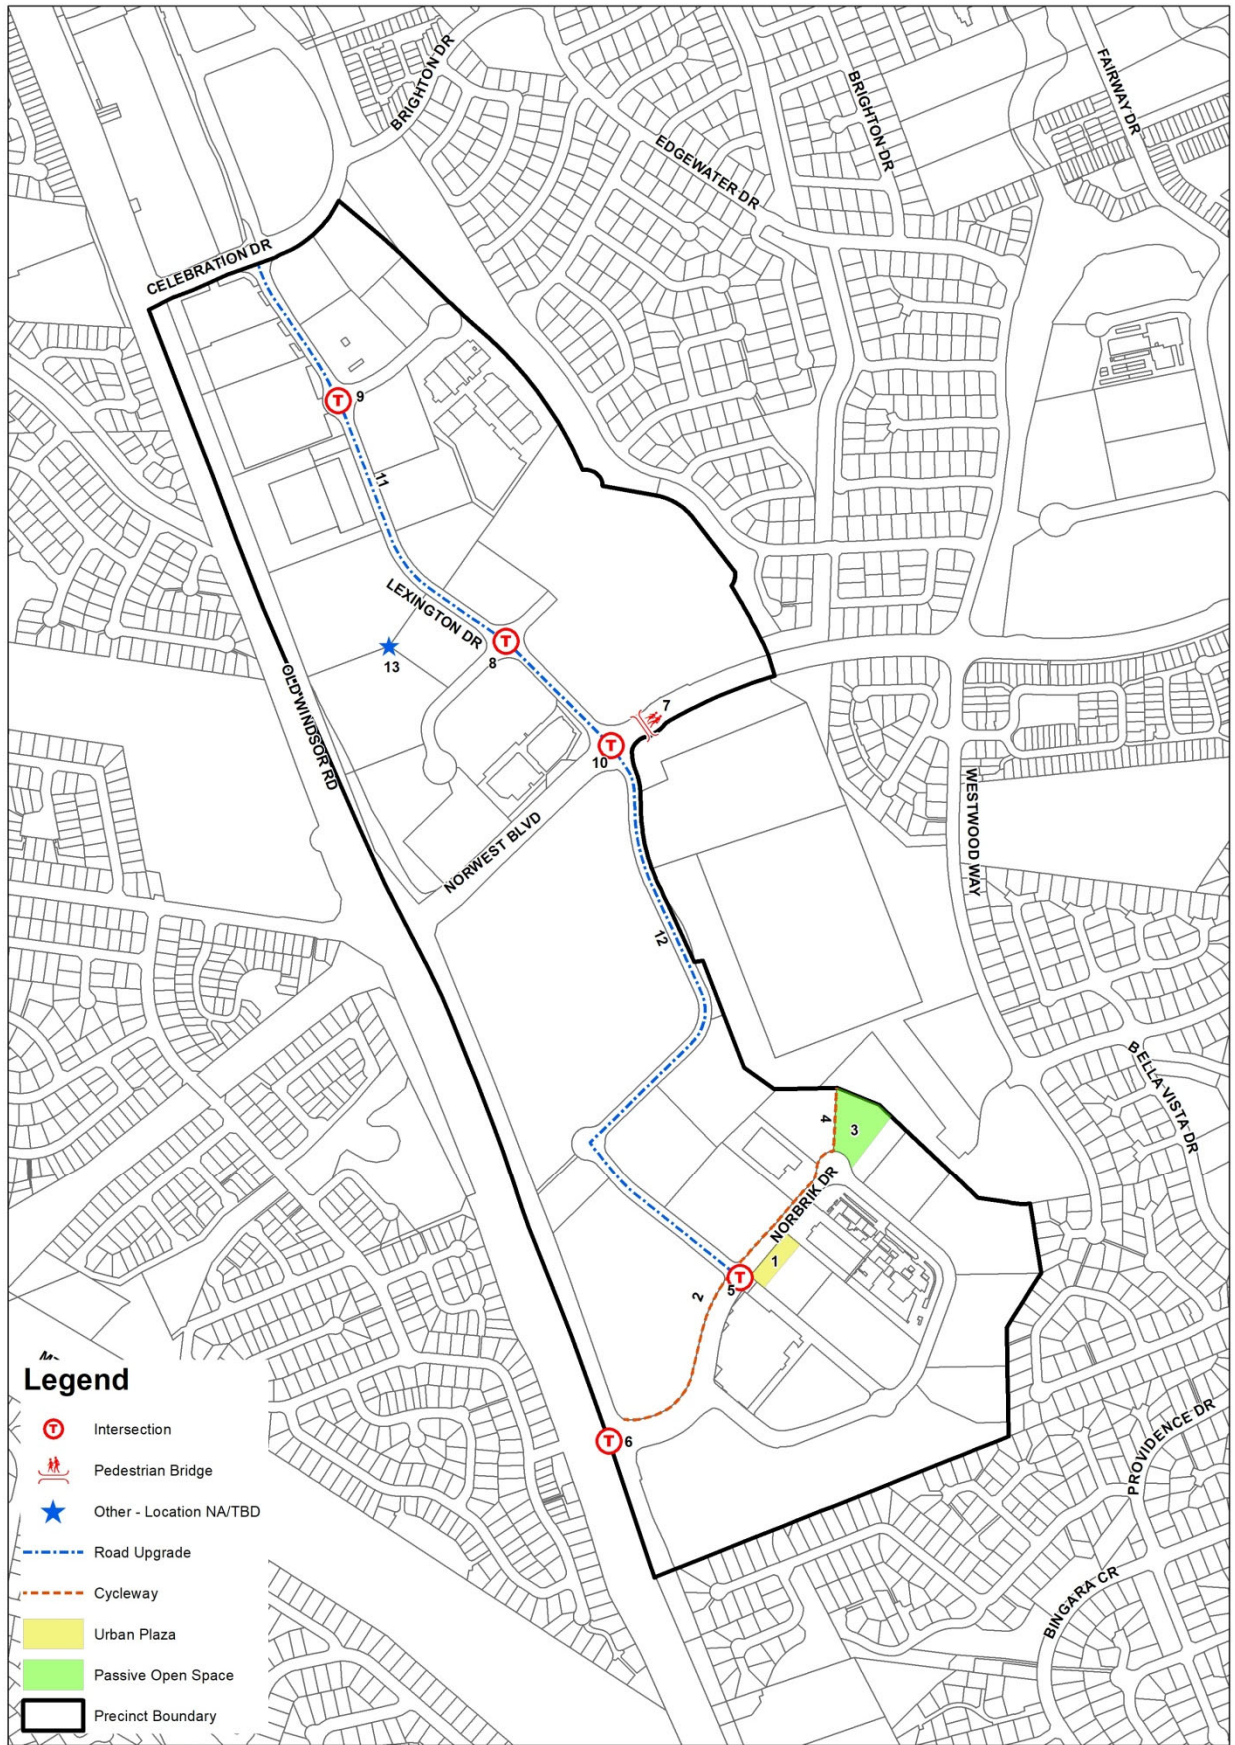 BRIGHTON DR
BRIGHTON DR
FAIRWAY DR
EDGEWATER DR
CELEBRATION DR
T 9
11
LEXINGTON DR
T
8
13
OLD WINDSOR RD
7
T
10
WESTWOOD WAY
NORWEST BLVD
12
BELLA VISTA DR
4
3
NORBRIK DR
1
T
5
2
T 6
PROVIDENCE DR
BINGARA CR
Legend
T Intersection
Pedestrian Bridge
Other - Location NA/TBD
Road Upgrade
Cycleway
Urban Plaza
Passive Open Space
Precinct Boundary